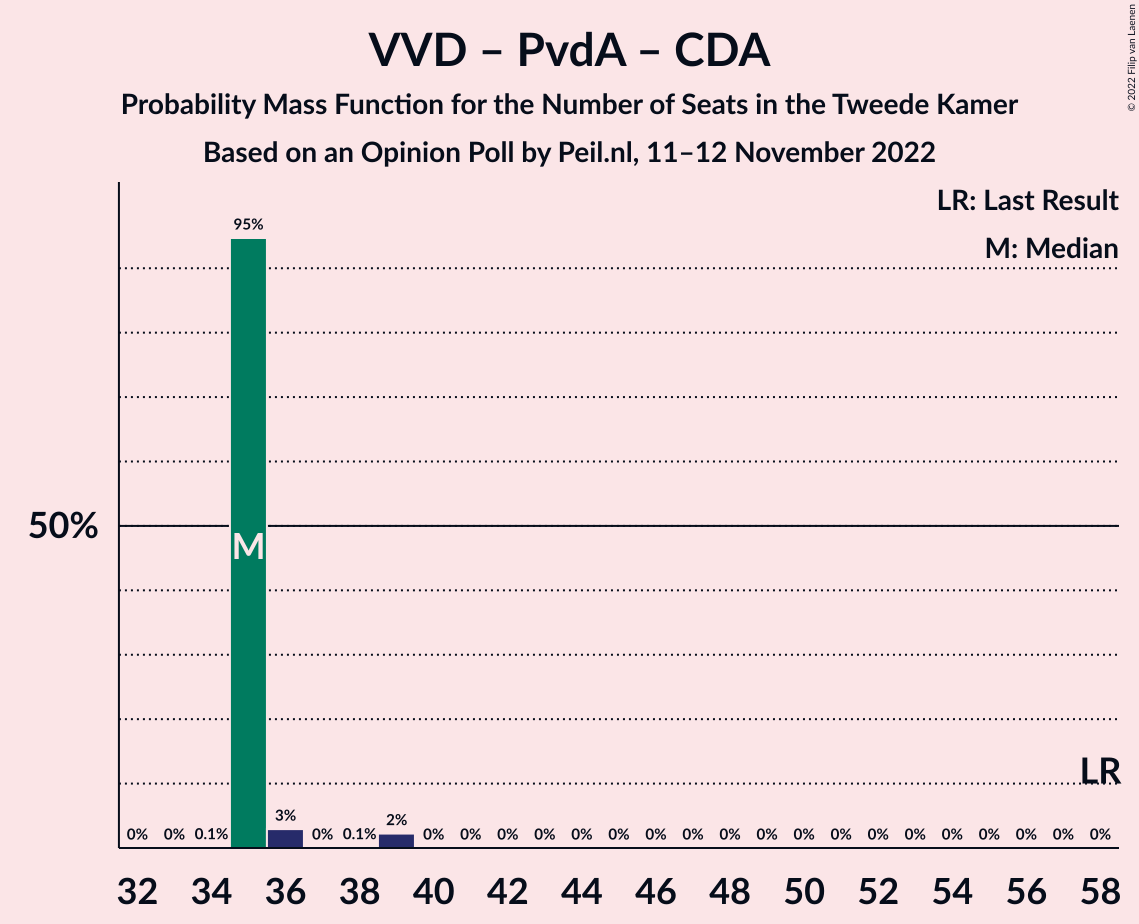 VVD – PvdA – CDA
Probability Mass Function for the Number of Seats in the Tweede Kamer
Based on an Opinion Poll by Peil.nl, 11–12 November 2022
© 2022 Filip van Laenen
LR: Last Result
M: Median
95%
50%
M
LR
0% 0% 0.1% 3% 0% 0.1% 2% 0% 0% 0% 0% 0% 0% 0% 0% 0% 0% 0% 0% 0% 0% 0% 0% 0% 0% 0%
32 34 36 38 40 42 44 46 48 50 52 54 56 58